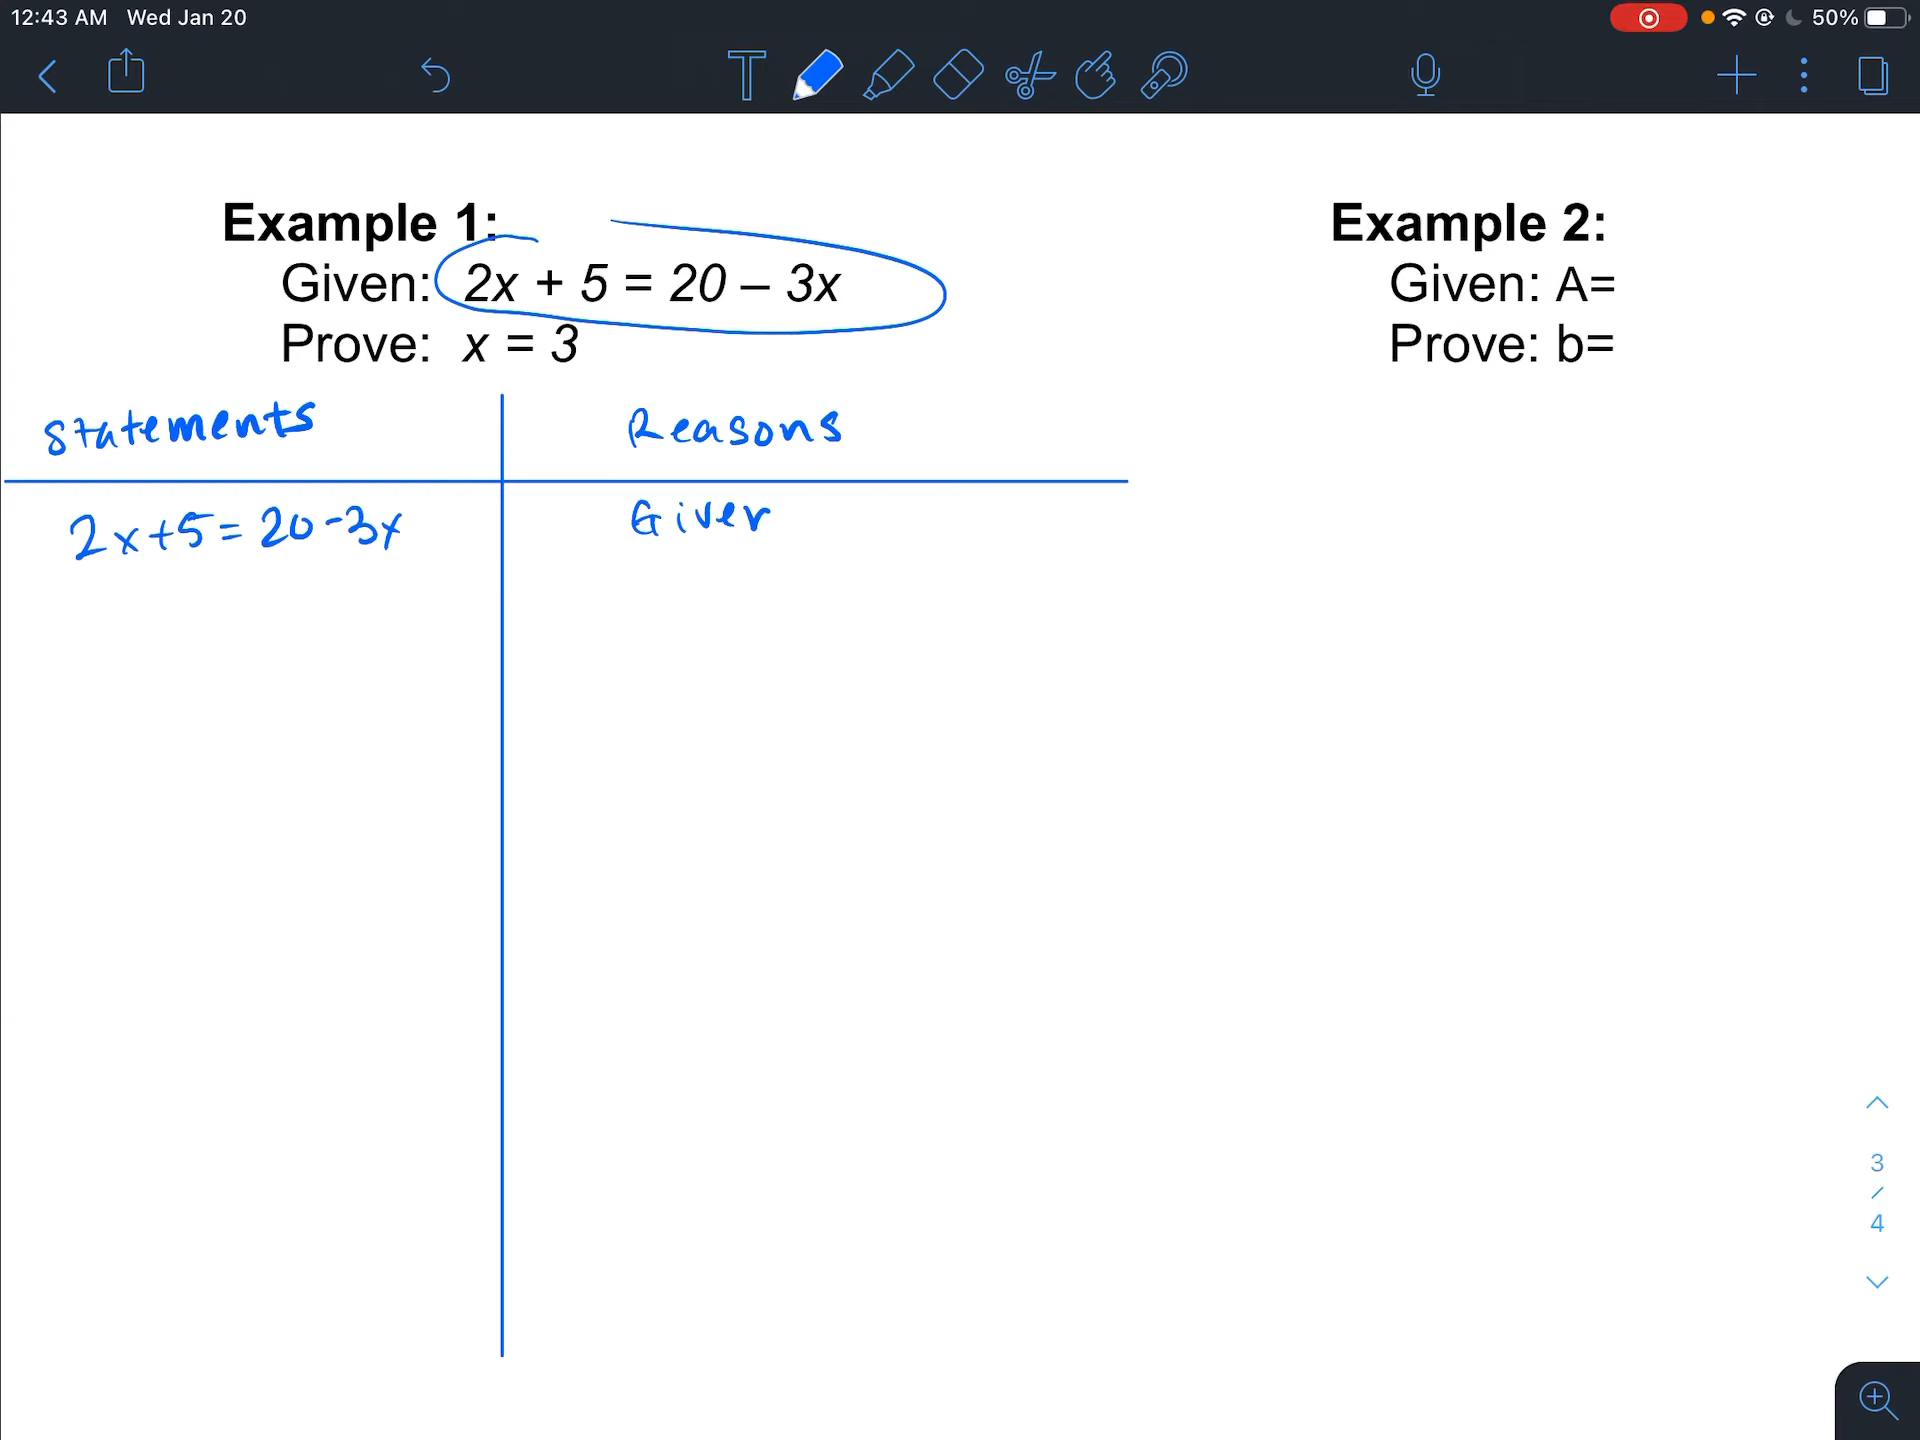 12:43 AM Wed Jan 20
50%
T
Example 1:
Given: 2x + 5 = 20 – 3x
Prove: x = 3
Example 2:
Given: A=
Prove: b=
statements Reasons
2x+5=20-3x Giver
3
/
4